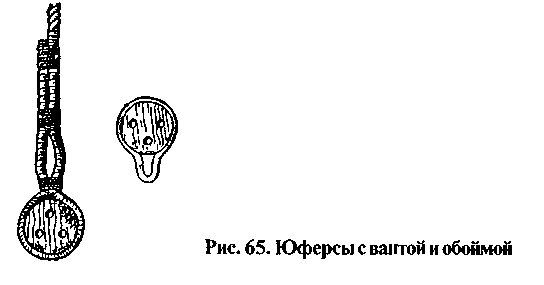 Рис. 65. Юферсы с вантой и обоймой